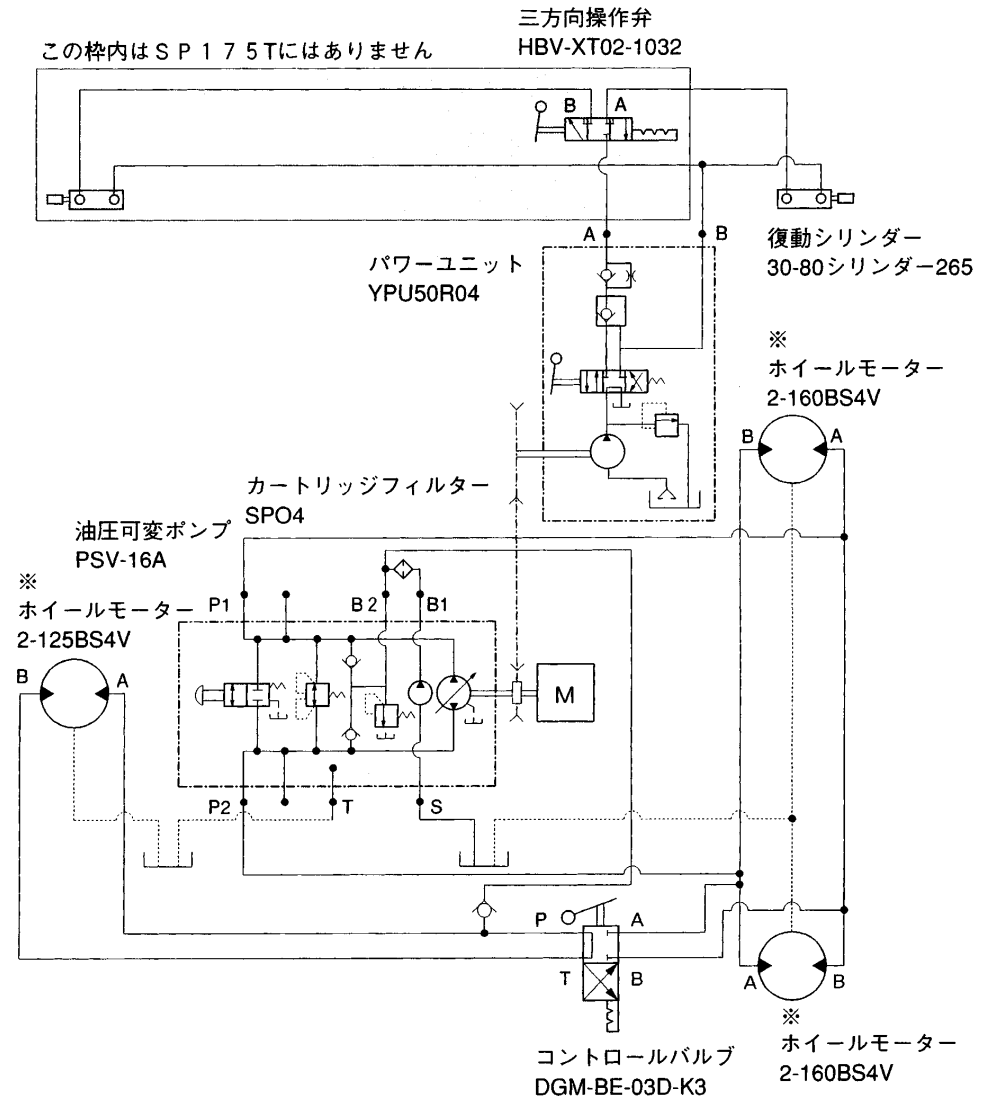 三方向操作弁
HBV-XT02-1032
この枠内はSP175Tにはありません
B A
A B
復動シリンダー
30-80シリンダー265
パワーユニット
YPU50R04
※
ホイールモーター
2-160BS4V
B A
カートリッジフィルター
SPO4
油圧可変ポンプ
PSV-16A
※
ホイールモーター
2-125BS4V
P1 B2 B1
B A
M
P2 T S
P A
T B
A B
※
ホイールモーター
2-160BS4V
コントロールバルブ
DGM-BE-03D-K3